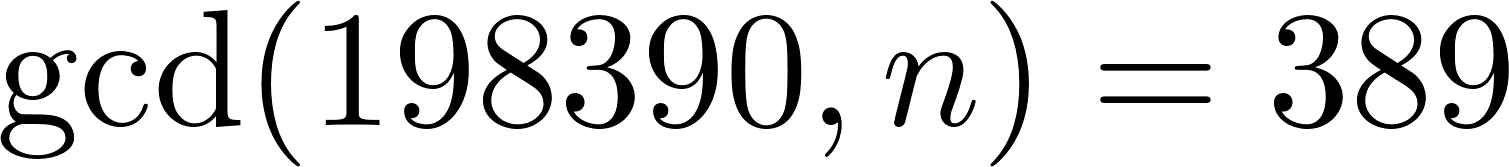 gcd(198390, n) = 389